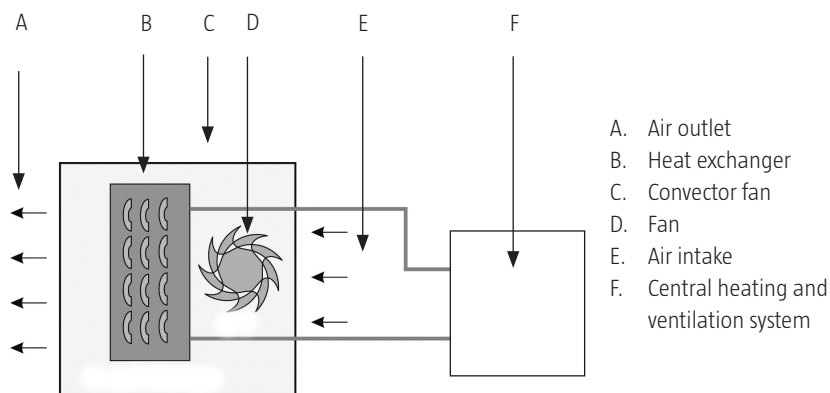 A B C D E F
A. Air outlet
B. Heat exchanger
C. Convector fan
D. Fan
E. Air intake
F. Central heating and
ventilation system